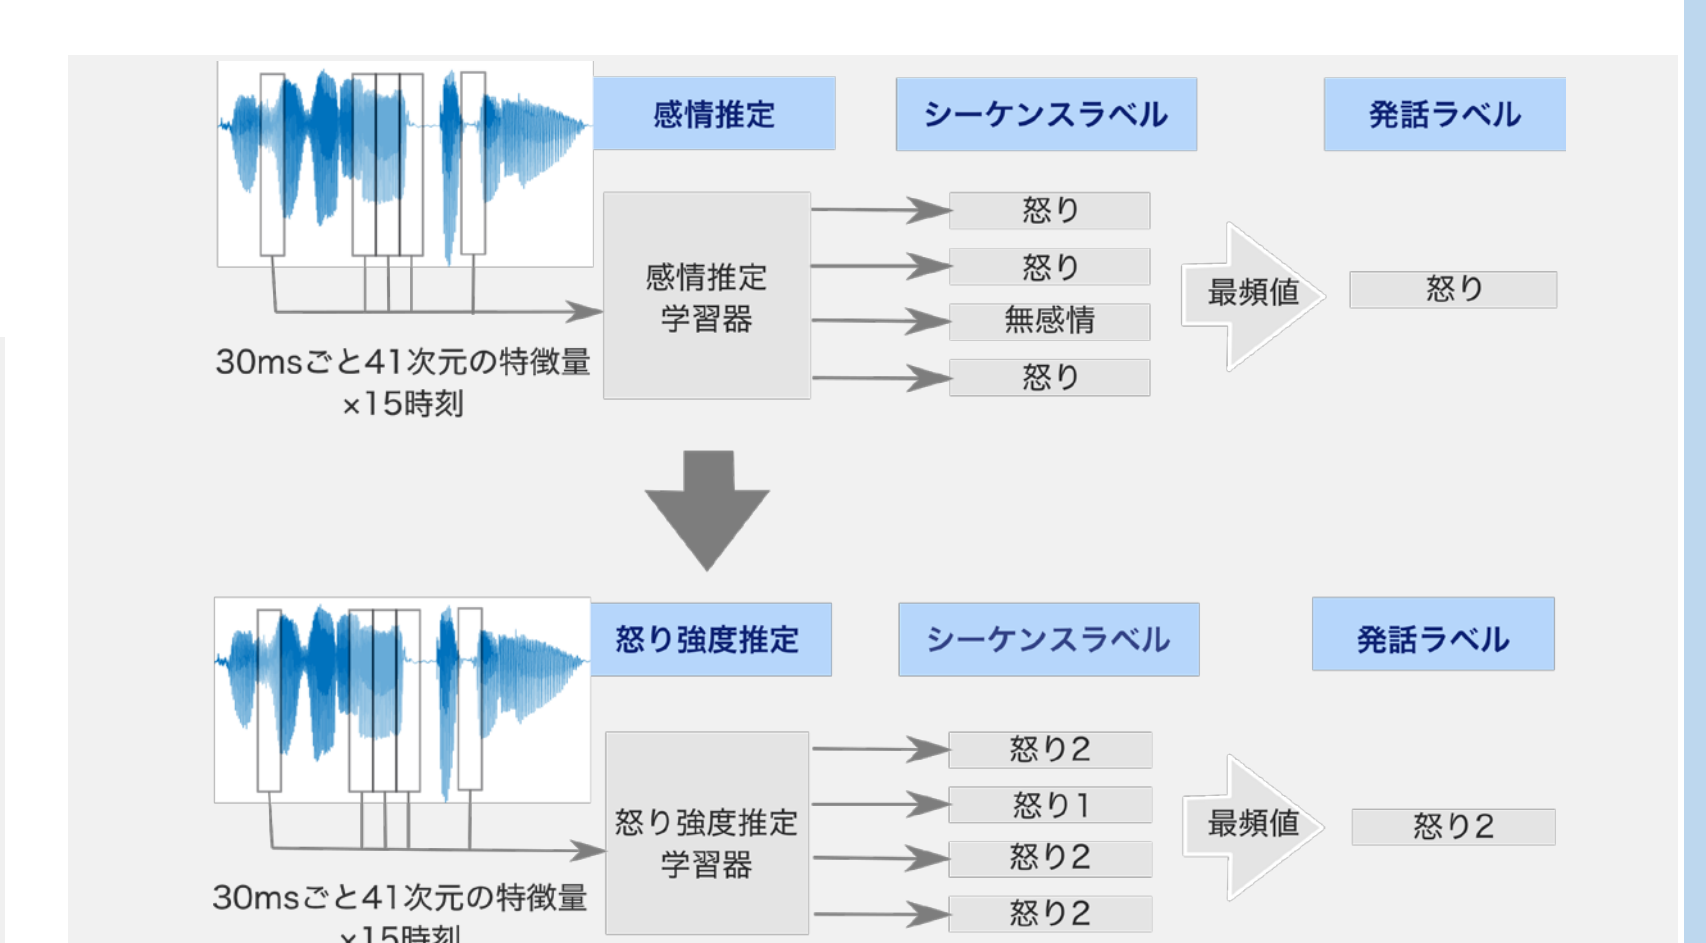 感情推定
シーケンスラベル
発話ラベル
怒り
怒り
無感情
怒り
感情推定
学習器
最頻値
怒り
30msごと41次元の特徴量
×15時刻
怒り強度推定
シーケンスラベル
発話ラベル
怒り2
怒り1
怒り2
怒り2
怒り強度推定
学習器
最頻値
怒り2
30msごと41次元の特徴量
×15時刻